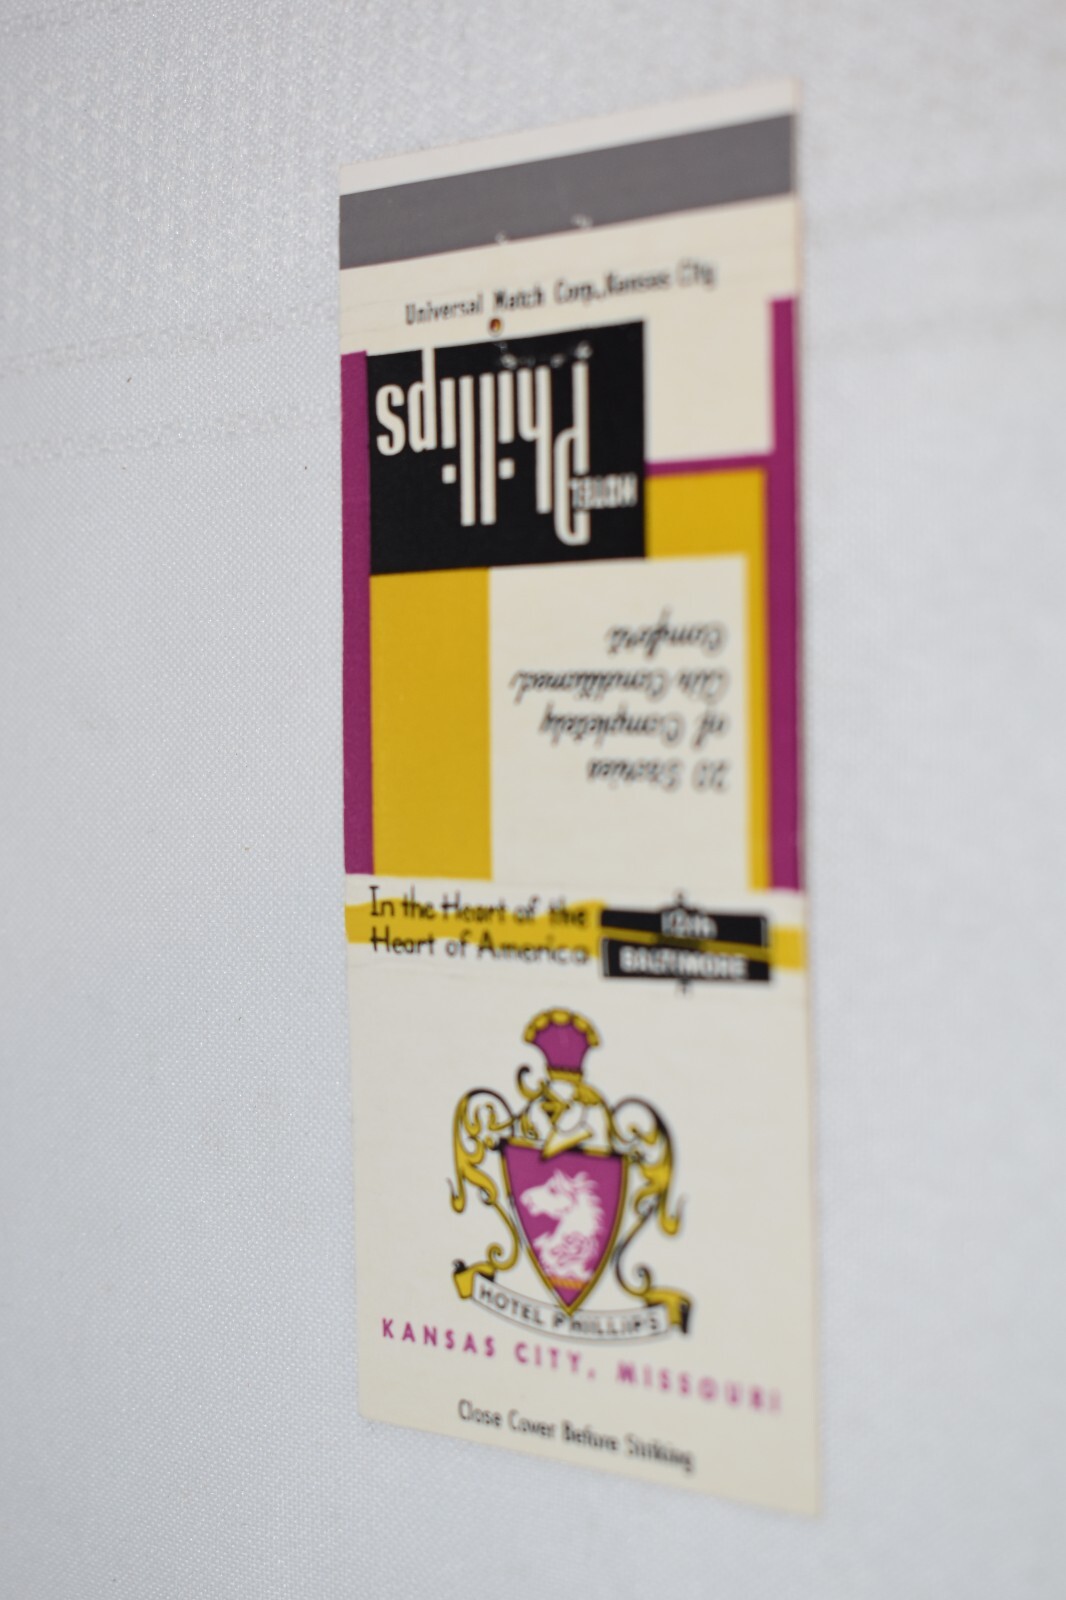 Universal Match Corp., Kansas City
HOTEL
Phillips
20 Stories
of Completely
Air Conditioned
Comfort
In the Heart of the
Heart of America
12TH
BALTIMORE
HOTEL PHILLIPS
KANSAS CITY, MISSOURI
Close Cover Before Striking